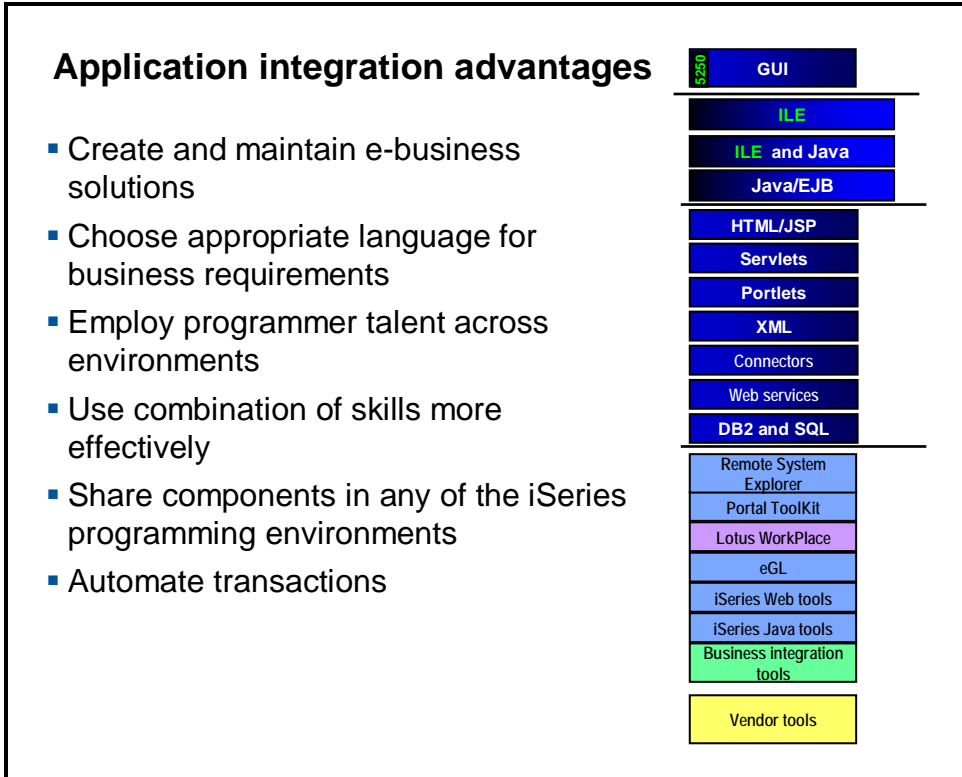 Application integration advantages
Create and maintain e-business
solutions
Choose appropriate language for
business requirements
Employ programmer talent across
environments
Use combination of skills more
effectively
Share components in any of the iSeries
programming environments
Automate transactions
5250
GUI
ILE
ILE and Java
Java/EJB
HTML/JSP
Servlets
Portlets
XML
Connectors
Web services
DB2 and SQL
Remote System
Explorer
Portal ToolKit
Lotus WorkPlace
eGL
iSeries Web tools
iSeries Java tools
Business integration
tools
Vendor tools